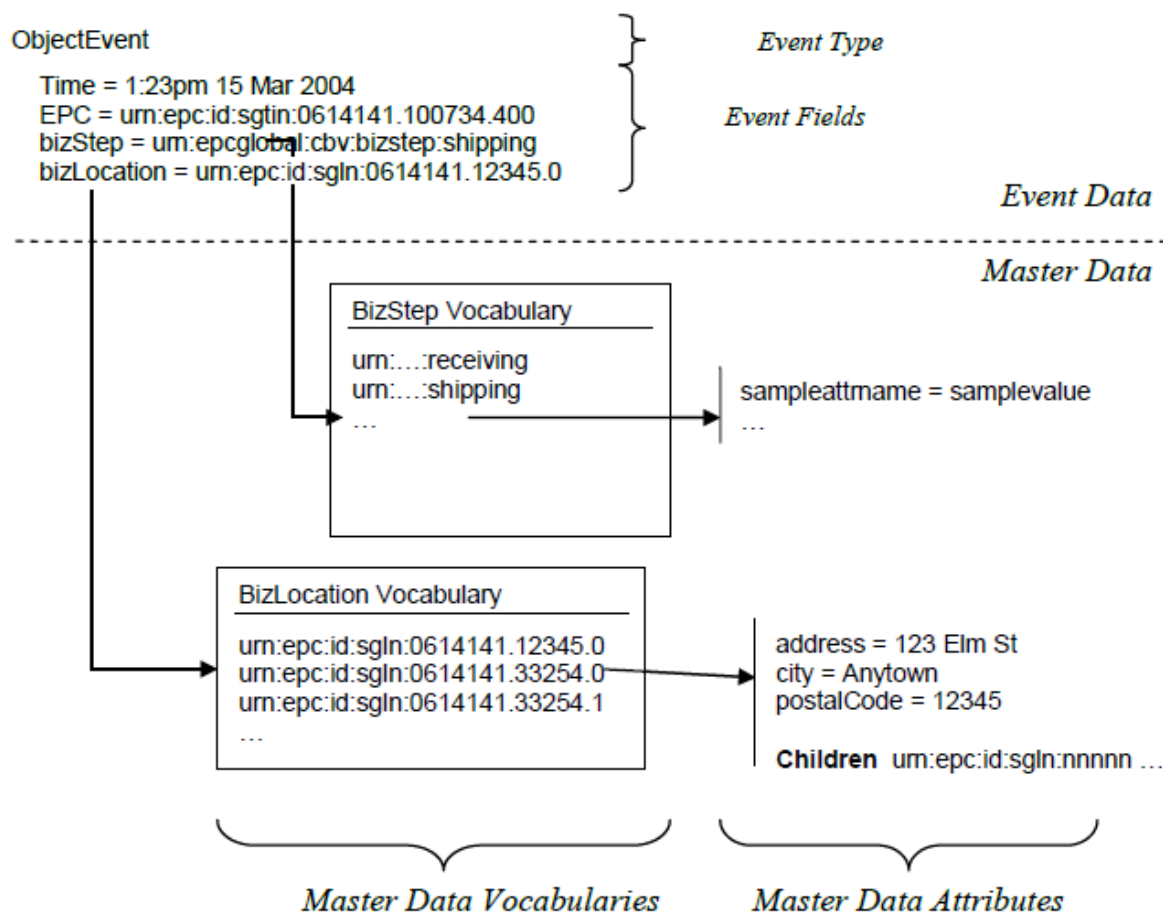 ObjectEvent
Event Type
Time = 1:23pm 15 Mar 2004
EPC = urn:epc:id:sgtin:0614141.100734.400
bizStep = urn:epcglobal:cbv:bizstep:shipping
bizLocation = urn:epc:id:sgln:0614141.12345.0
Event Fields
Event Data
Master Data
BizStep Vocabulary
urn:…:receiving
urn:…:shipping
…
sampleattrname = samplevalue
…
BizLocation Vocabulary
urn:epc:id:sgln:0614141.12345.0
urn:epc:id:sgln:0614141.33254.0
urn:epc:id:sgln:0614141.33254.1
…
address = 123 Elm St
city = Anytown
postalCode = 12345
Children urn:epc:id:sgln:nnnnn …
Master Data Vocabularies
Master Data Attributes